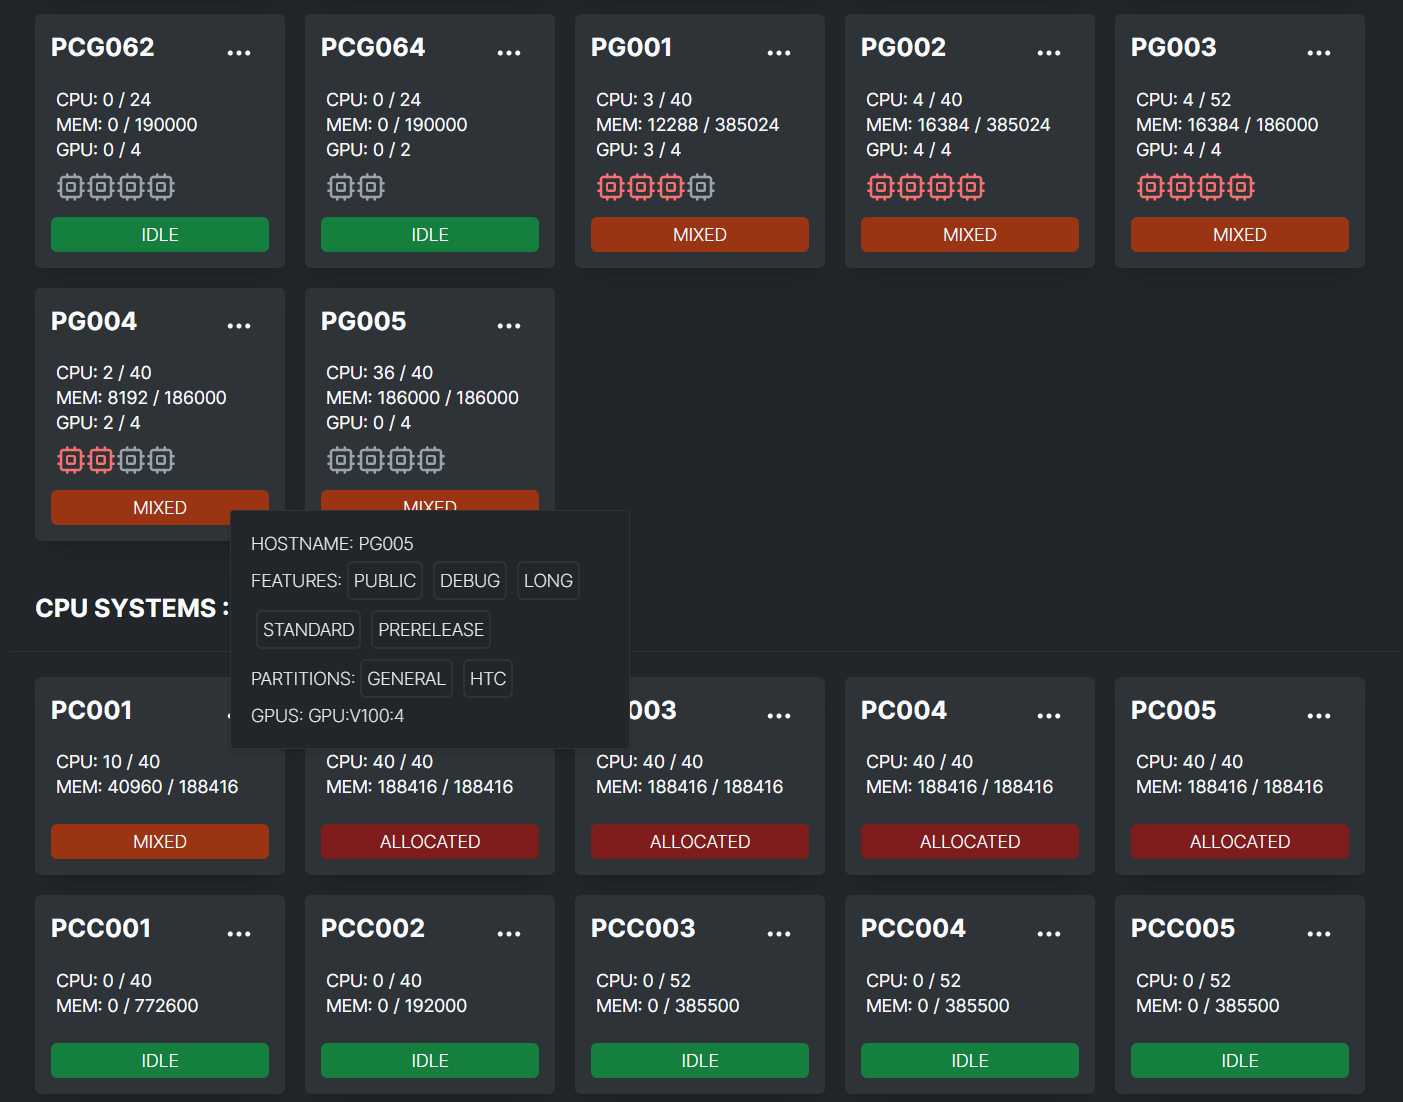 PCG062 ...
CPU: 0 / 24
MEM: 0 / 190000
GPU: 0 / 4
IDLE
PCG064 ...
CPU: 0 / 24
MEM: 0 / 190000
GPU: 0 / 2
IDLE
PG001 ...
CPU: 3 / 40
MEM: 12288 / 385024
GPU: 3 / 4
MIXED
PG002 ...
CPU: 4 / 40
MEM: 16384 / 385024
GPU: 4 / 4
MIXED
PG003 ...
CPU: 4 / 52
MEM: 16384 / 186000
GPU: 4 / 4
MIXED
PG004 ...
CPU: 2 / 40
MEM: 8192 / 186000
GPU: 2 / 4
MIXED
PG005 ...
CPU: 36 / 40
MEM: 186000 / 186000
GPU: 0 / 4
MIXED
HOSTNAME: PG005
FEATURES: PUBLIC DEBUG LONG
STANDARD PRERELEASE
PARTITIONS: GENERAL HTC
GPUS: GPU:V100:4
CPU SYSTEMS :
PC001
CPU: 10 / 40
MEM: 40960 / 188416
MIXED
CPU: 40 / 40
MEM: 188416 / 188416
ALLOCATED
003 ...
CPU: 40 / 40
MEM: 188416 / 188416
ALLOCATED
PC004 ...
CPU: 40 / 40
MEM: 188416 / 188416
ALLOCATED
PC005 ...
CPU: 40 / 40
MEM: 188416 / 188416
ALLOCATED
PCC001 ...
CPU: 0 / 40
MEM: 0 / 772600
IDLE
PCC002 ...
CPU: 0 / 40
MEM: 0 / 192000
IDLE
PCC003 ...
CPU: 0 / 52
MEM: 0 / 385500
IDLE
PCC004 ...
CPU: 0 / 52
MEM: 0 / 385500
IDLE
PCC005 ...
CPU: 0 / 52
MEM: 0 / 385500
IDLE